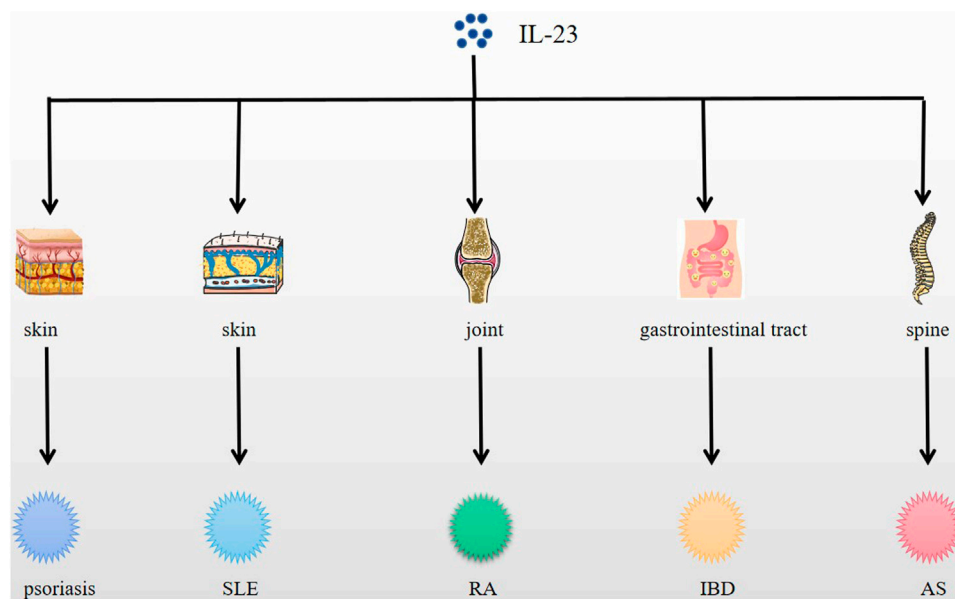 IL-23
skin
skin
joint
gastrointestinal tract
spine
psoriasis
SLE
RA
IBD
AS